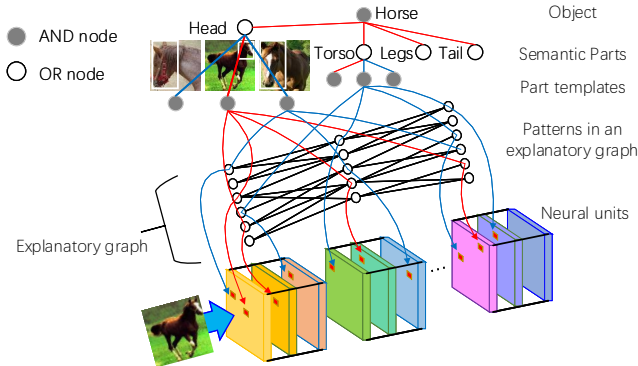 Horse
Object
Head
AND node
OR node
Torso
Legs
Tail
Semantic Parts
Part templates
Patterns in an
explanatory graph
Neural units
Explanatory graph
...